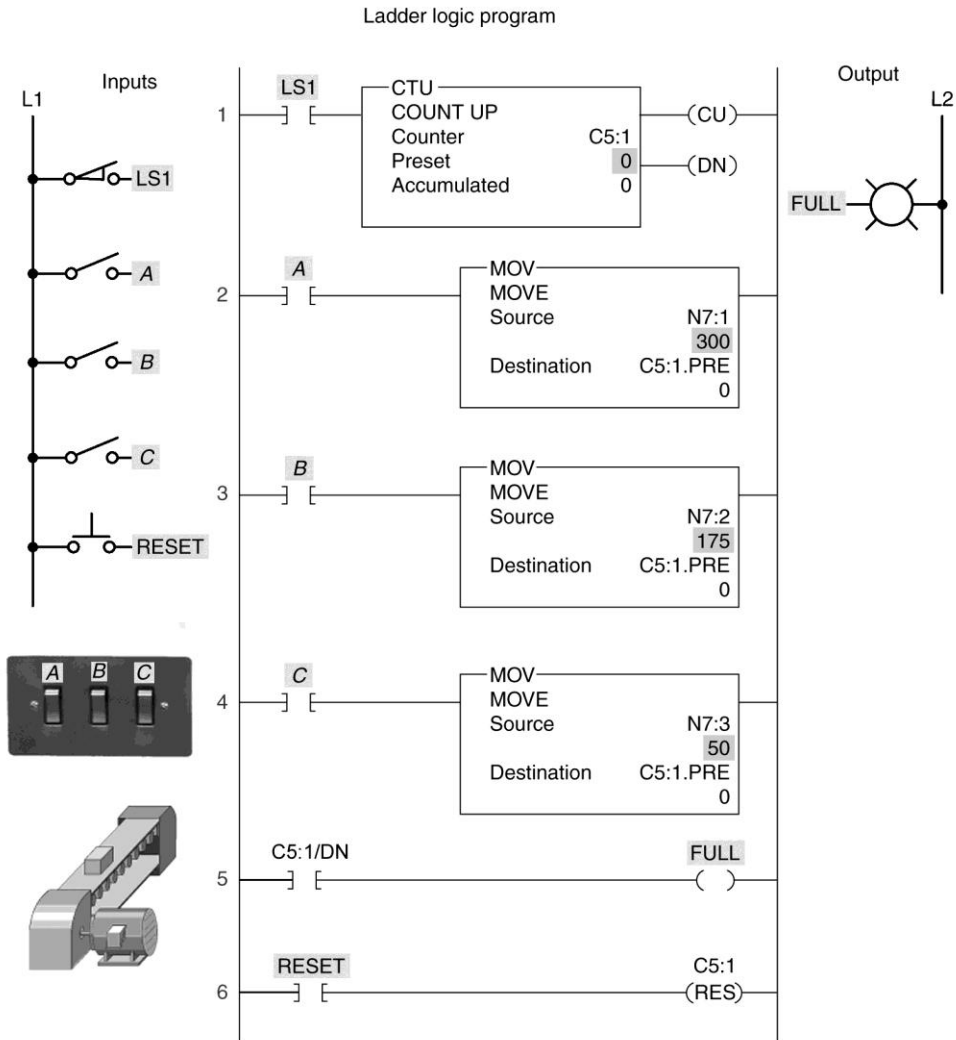 Ladder logic program
Inputs
L1
LS1
A
B
C
RESET
A B C
1
LS1
CTU
COUNT UP
Counter C5:1
Preset 0
Accumulated 0
(CU)
(DN)
2
A
MOV
MOVE
Source N7:1
300
Destination C5:1.PRE
0
3
B
MOV
MOVE
Source N7:2
175
Destination C5:1.PRE
0
4
C
MOV
MOVE
Source N7:3
50
Destination C5:1.PRE
0
5
C5:1/DN
FULL
6
RESET
C5:1
(RES)
Output
L2
FULL